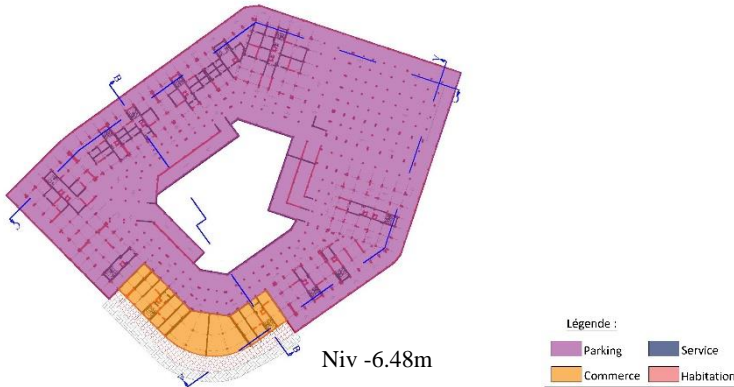 A
C
B
C
B
A
Niv -6.48m
Légende :
Parking
Service
Commerce
Habitation